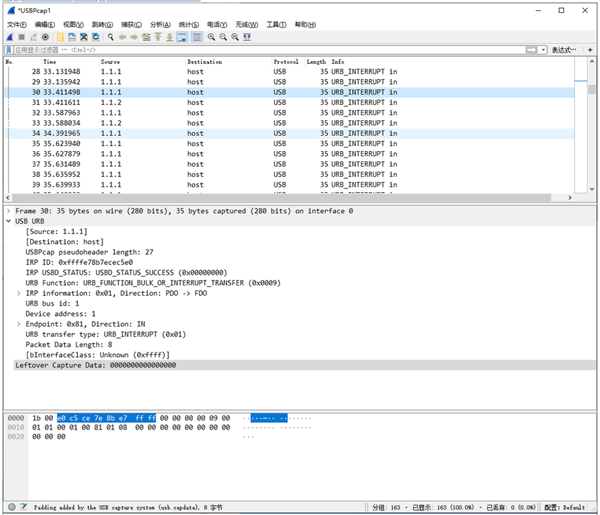 *USBPcap1
文件(F) 编辑(E) 视图(V) 跳转(G) 捕获(C) 分析(A) 统计(S) 电话(Y) 无线(W) 工具(T) 帮助(H)
应用显示过滤器 … <Ctrl-/> 表达式… +
No. Time Source Destination Protocol Length Info
28 33.131948 1.1.1 host USB 35 URB_INTERRUPT in
29 33.135942 1.1.1 host USB 35 URB_INTERRUPT in
30 33.411498 1.1.1 host USB 35 URB_INTERRUPT in
31 33.411611 1.1.2 host USB 35 URB_INTERRUPT in
32 33.587963 1.1.1 host USB 35 URB_INTERRUPT in
33 33.588034 1.1.2 host USB 35 URB_INTERRUPT in
34 34.391965 1.1.1 host USB 35 URB_INTERRUPT in
35 35.623940 1.1.1 host USB 35 URB_INTERRUPT in
36 35.627879 1.1.1 host USB 35 URB_INTERRUPT in
37 35.631489 1.1.1 host USB 35 URB_INTERRUPT in
38 35.635952 1.1.1 host USB 35 URB_INTERRUPT in
39 35.639933 1.1.1 host USB 35 URB_INTERRUPT in
Frame 30: 35 bytes on wire (280 bits), 35 bytes captured (280 bits) on interface 0
USB URB
[Source: 1.1.1]
[Destination: host]
USBPcap pseudoheader length: 27
IRP ID: 0xffffe78b7ecec5e0
IRP USBD_STATUS: USBD_STATUS_SUCCESS (0x00000000)
URB Function: URB_FUNCTION_BULK_OR_INTERRUPT_TRANSFER (0x0009)
IRP information: 0x01, Direction: PDO -> FDO
URB bus id: 1
Device address: 1
Endpoint: 0x81, Direction: IN
URB transfer type: URB_INTERRUPT (0x01)
Packet Data Length: 8
[bInterfaceClass: Unknown (0xffff)]
Leftover Capture Data: 0000000000000000
0000 1b 00 e0 c5 ce 7e 8b e7 ff ff 00 00 00 00 09 00 ·····~·· ········
0010 01 01 00 01 00 81 01 08 00 00 00 00 00 00 00 00 ········ ········
0020 00 00 00 ···
Padding added by the USB capture system (usb.capdata), 8 字节 分组: 163 · 已显示: 163 (100.0%) · 已丢弃: 0 (0.0%) 配置: Default